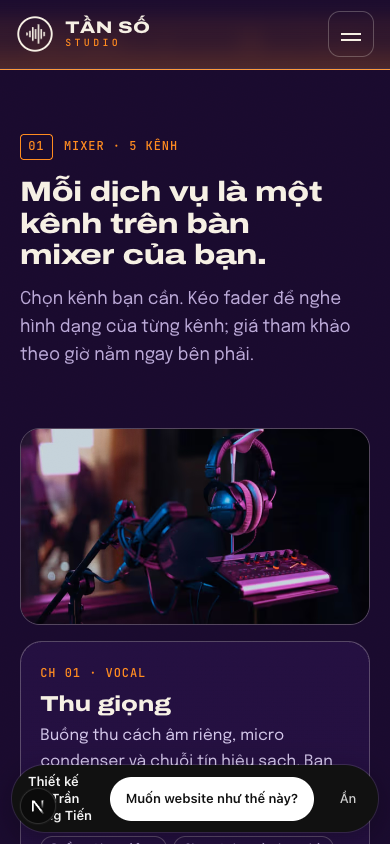 TẦN SỐ
STUDIO
01 MIXER · 5 KÊNH
Mỗi dịch vụ là một
kênh trên bàn
mixer của bạn.
Chọn kênh bạn cần. Kéo fader để nghe
hình dạng của từng kênh; giá tham khảo
theo giờ nằm ngay bên phải.
CH 01 · VOCAL
Thu giọng
Buồng thu cách âm riêng, micro
condenser và chuỗi tín hiệu sạch. Bạn
Thiết kế
Trần
Tiến
Muốn website như thế này?
Ẩn
N